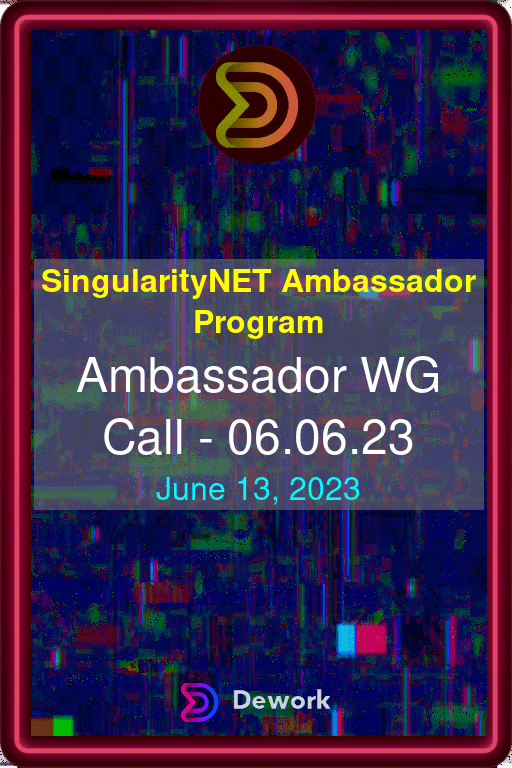 SingularityNET Ambassador
Program
Ambassador WG
Call - 06.06.23
June 13, 2023
Dework